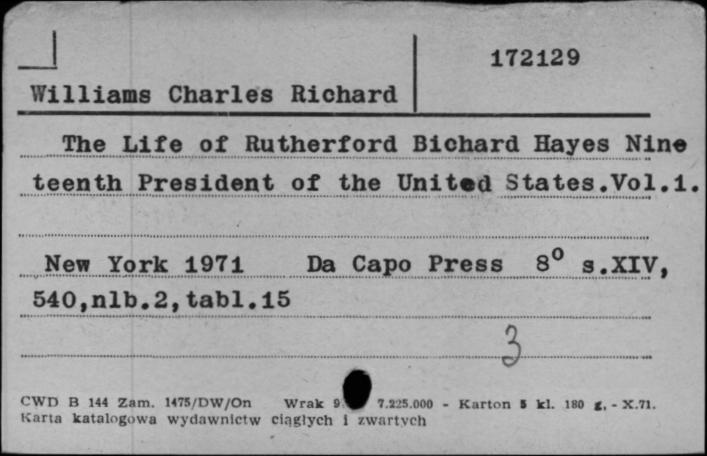 172129
Williams Charles Richard
The Life of Rutherford Bichard Hayes Nine
teenth President of the United States.Vol.1.
New York 1971 Da Capo Press 8º s.XIV,
540,nlb.2,tabl.15
3
CWD B 144 Zam. 1475/DW/On Wrak 7.225.000 - Karton 5 kl. 180 g. - X.71.
Karta katalogowa wydawnictw ciągłych i zwartych